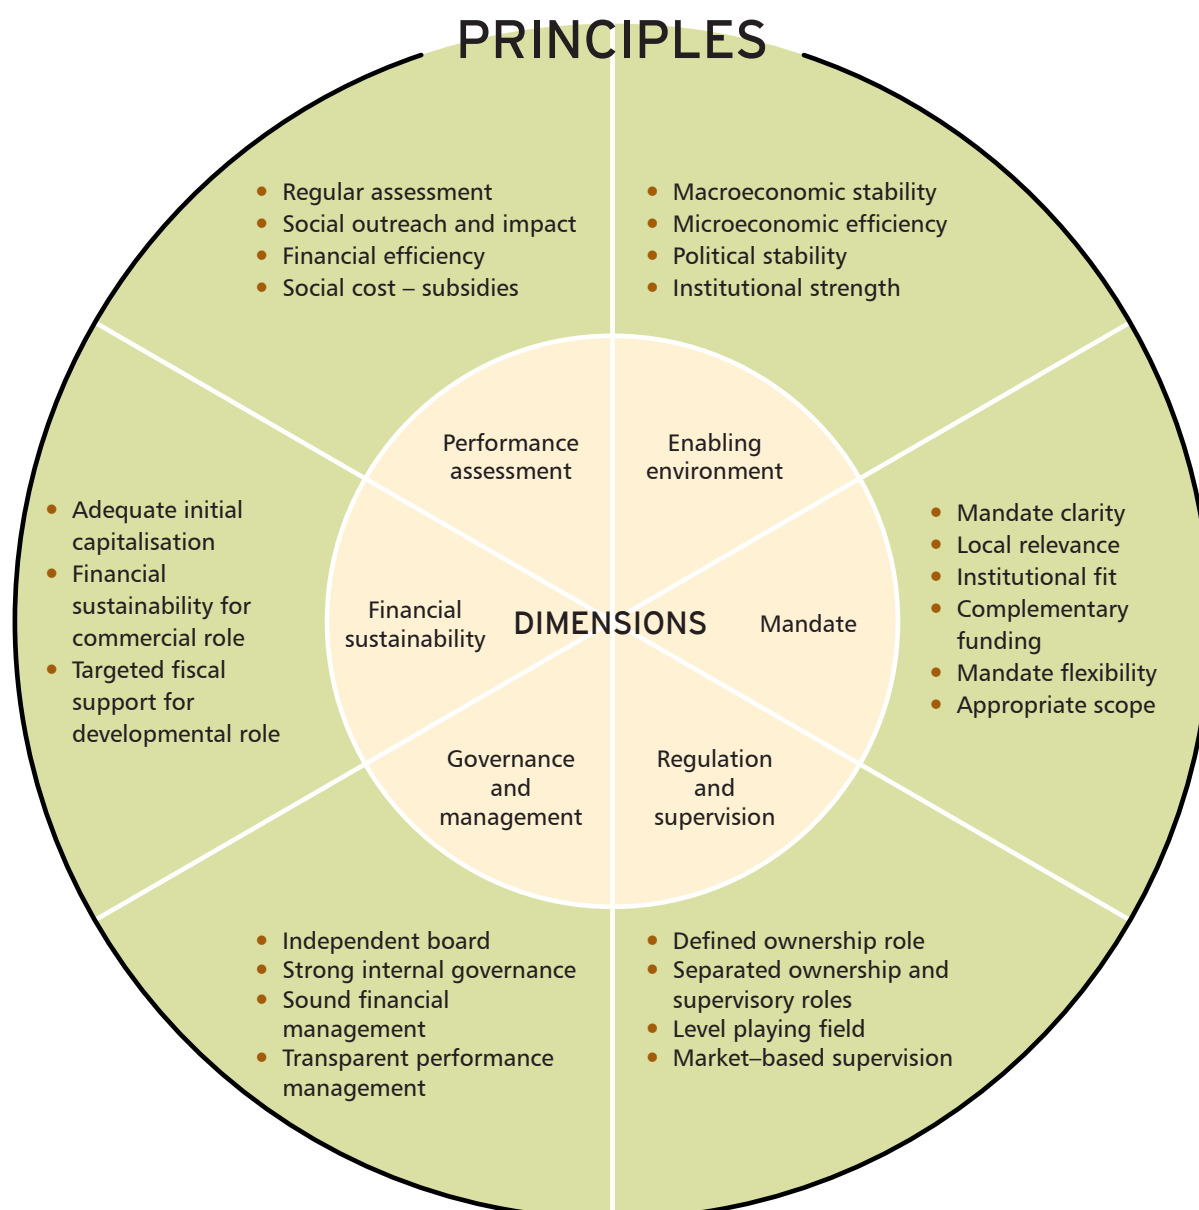 PRINCIPLES
• Regular assessment
• Social outreach and impact
• Financial efficiency
• Social cost – subsidies
• Macroeconomic stability
• Microeconomic efficiency
• Political stability
• Institutional strength
Performance
assessment
Enabling
environment
• Adequate initial
capitalisation
• Financial
sustainability for
commercial role
• Targeted fiscal
support for
developmental role
Financial
sustainability
DIMENSIONS
Mandate
• Mandate clarity
• Local relevance
• Institutional fit
• Complementary
funding
• Mandate flexibility
• Appropriate scope
Governance
and
management
Regulation
and
supervision
• Independent board
• Strong internal governance
• Sound financial
management
• Transparent performance
management
• Defined ownership role
• Separated ownership and
supervisory roles
• Level playing field
• Market–based supervision